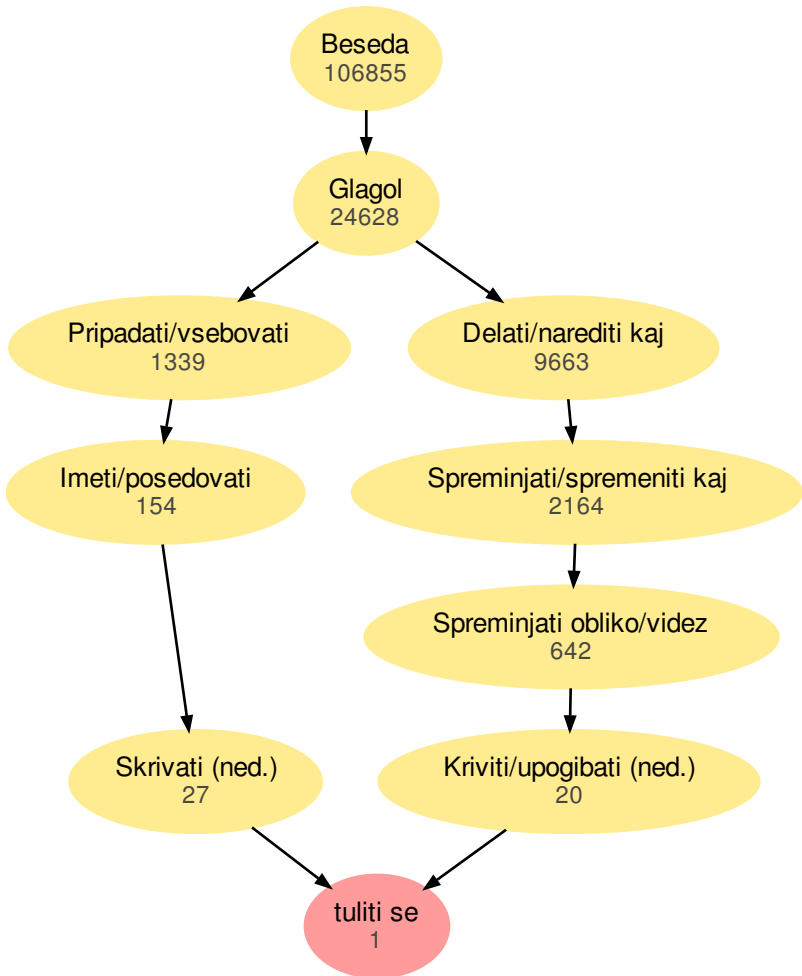 Beseda
106855
Glagol
24628
Pripadati/vsebovati
1339
Delati/narediti kaj
9663
Imeti/posedovati
154
Spreminjati/spremeniti kaj
2164
Spreminjati obliko/videz
642
Skrivati (ned.)
27
Kriviti/upogibati (ned.)
20
tuliti se
1